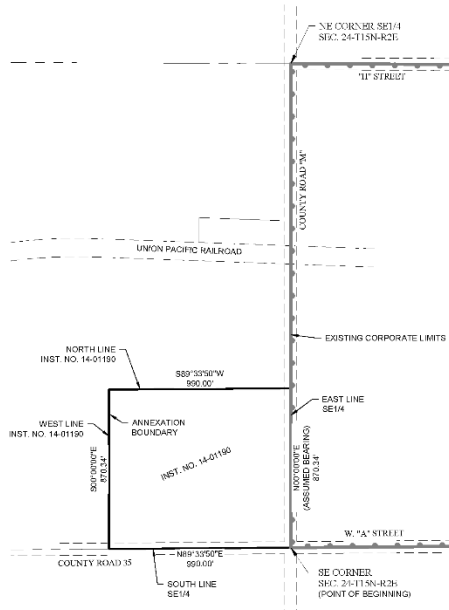 NE CORNER SE1/4
SEC. 24-T15N-R2E
"H" STREET
COUNTY ROAD "M"
UNION PACIFIC RAILROAD
EXISTING CORPORATE LIMITS
NORTH LINE
INST. NO. 14-01190
S89°33'50"W
990.00'
EAST LINE
SE1/4
WEST LINE
INST. NO. 14-01190
ANNEXATION
BOUNDARY
S00°00'00"E
870.34'
INST. NO. 14-01190
N00°00'00"E
(ASSUMED BEARING)
870.34'
W. "A" STREET
COUNTY ROAD 35
N89°33'50"E
990.00'
SOUTH LINE
SE1/4
SE CORNER
SEC. 24-T15N-R2E
(POINT OF BEGINNING)